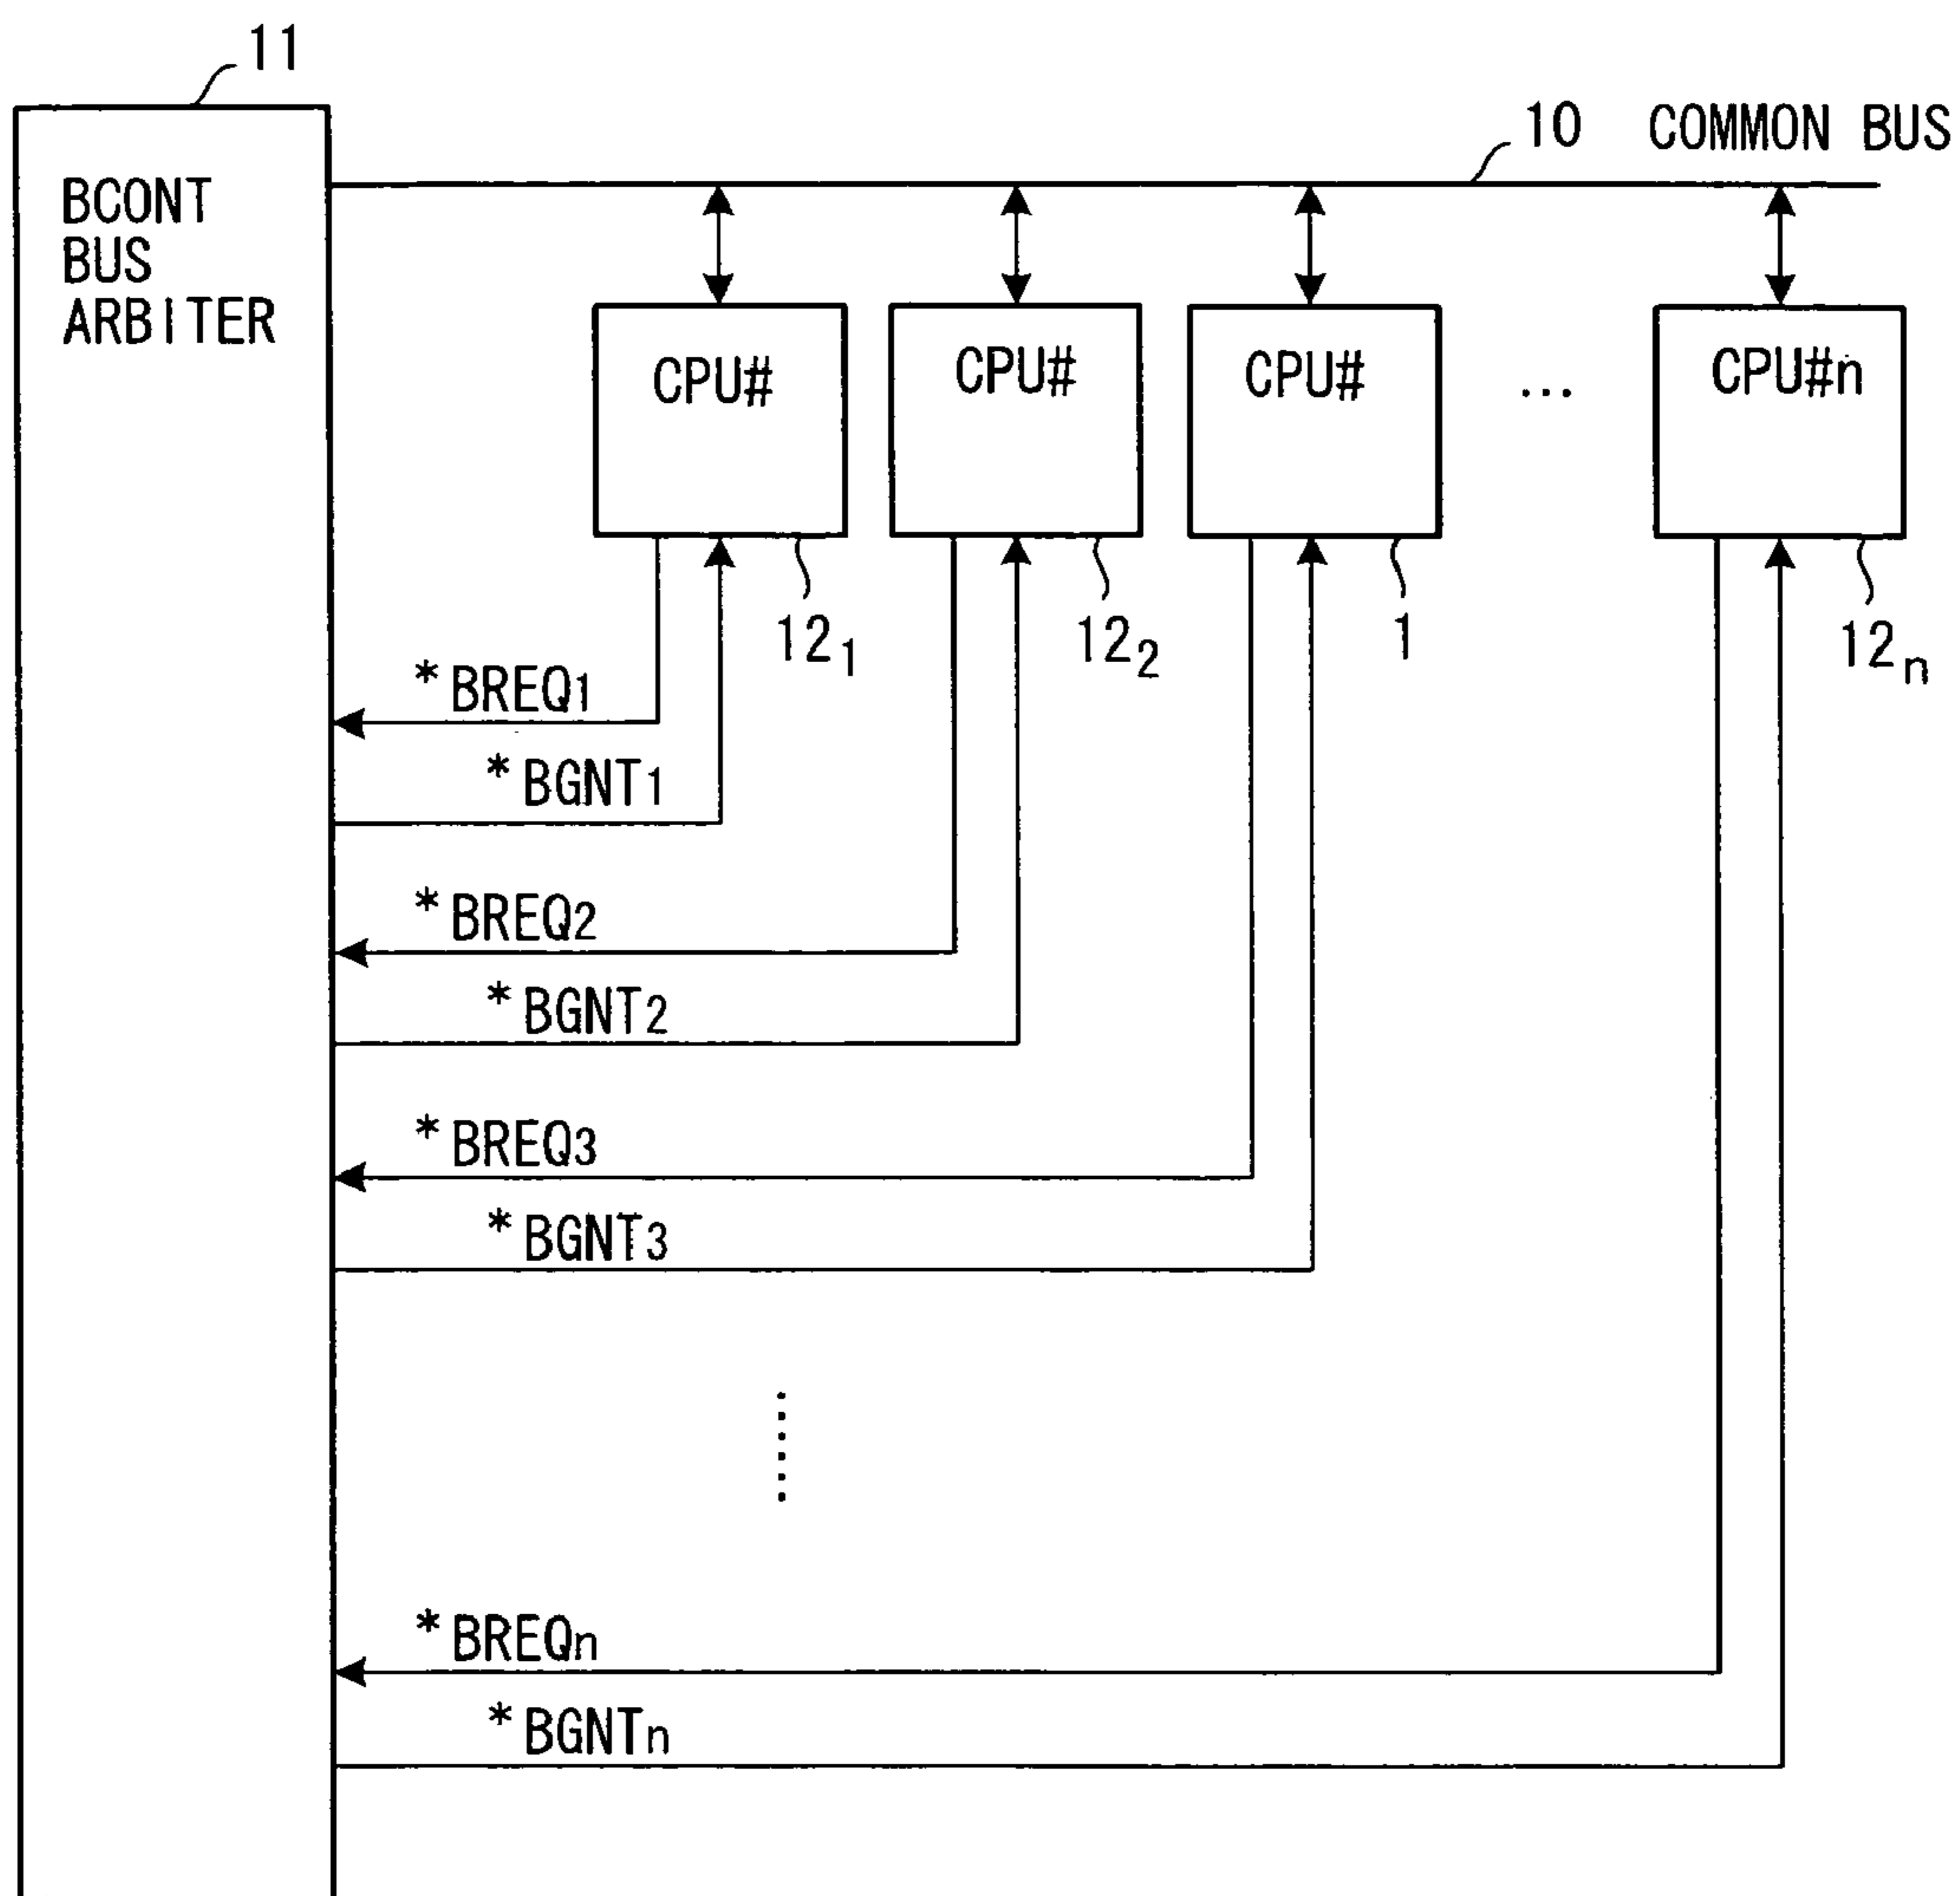 11
10 COMMON BUS
BCONT
BUS
ARBITER
CPU#
CPU#
CPU#
...
CPU#n
12₁
12₂
1
12ₙ
*BREQ1
*BGNT1
*BREQ2
*BGNT2
*BREQ3
*BGNT3
*BREQn
*BGNTn